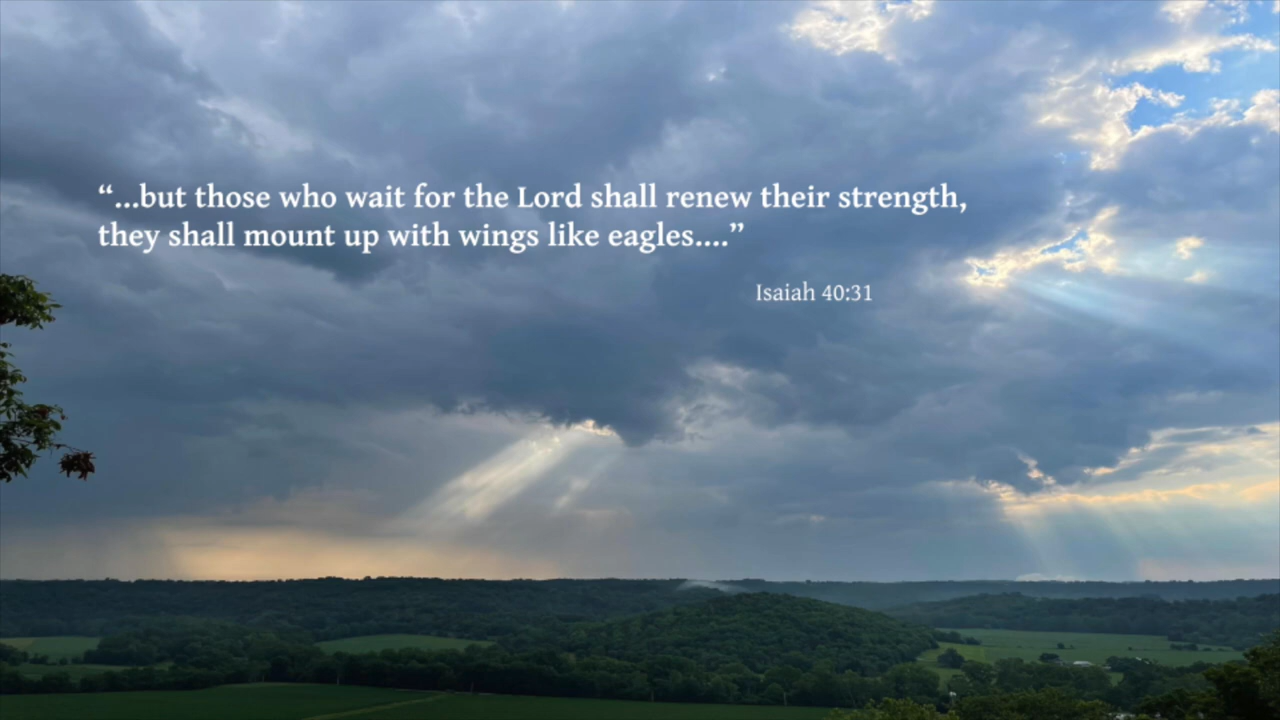 “...but those who wait for the Lord shall renew their strength,
they shall mount up with wings like eagles....”
Isaiah 40:31